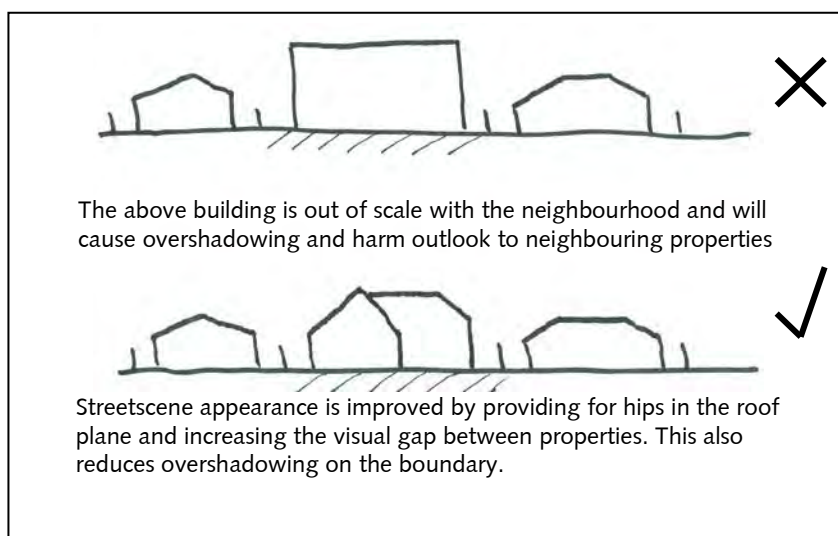 The above building is out of scale with the neighbourhood and will
cause overshadowing and harm outlook to neighbouring properties
Streetscene appearance is improved by providing for hips in the roof
plane and increasing the visual gap between properties. This also
reduces overshadowing on the boundary.